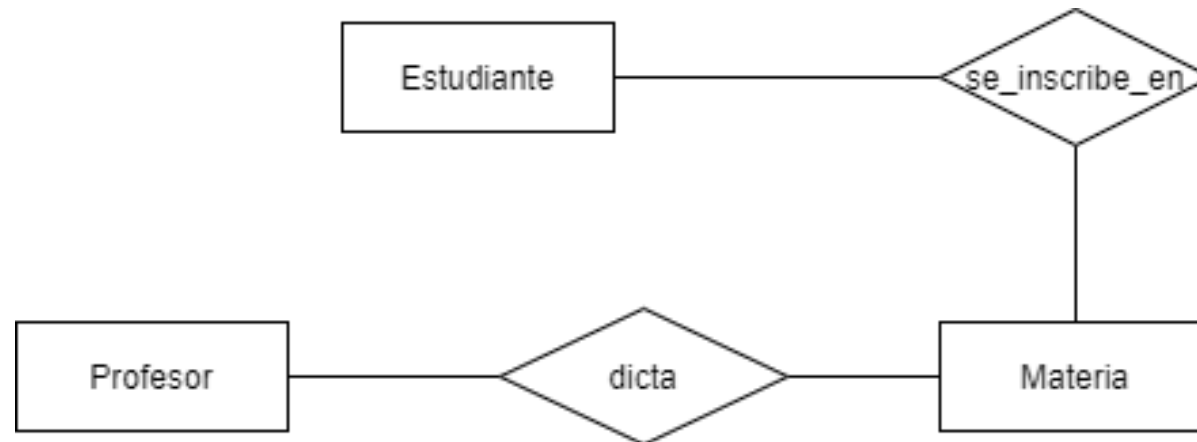 Estudiante
se_inscribe_en
Profesor
dicta
Materia